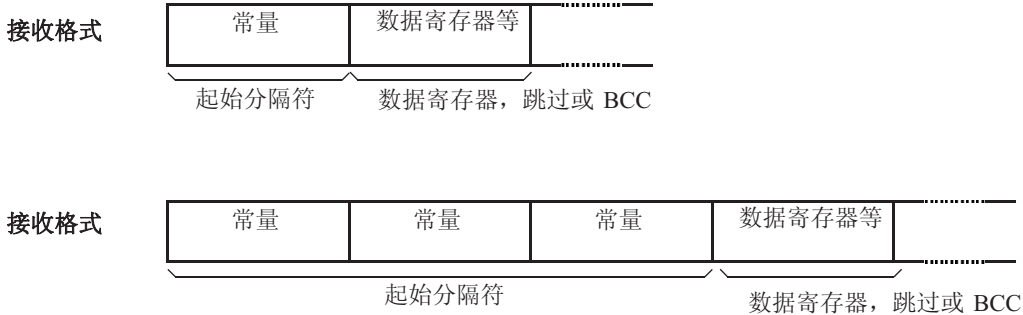 接收格式
常量
数据寄存器等
起始分隔符
数据寄存器，跳过或 BCC
接收格式
常量
常量
常量
数据寄存器等
起始分隔符
数据寄存器，跳过或 BCC